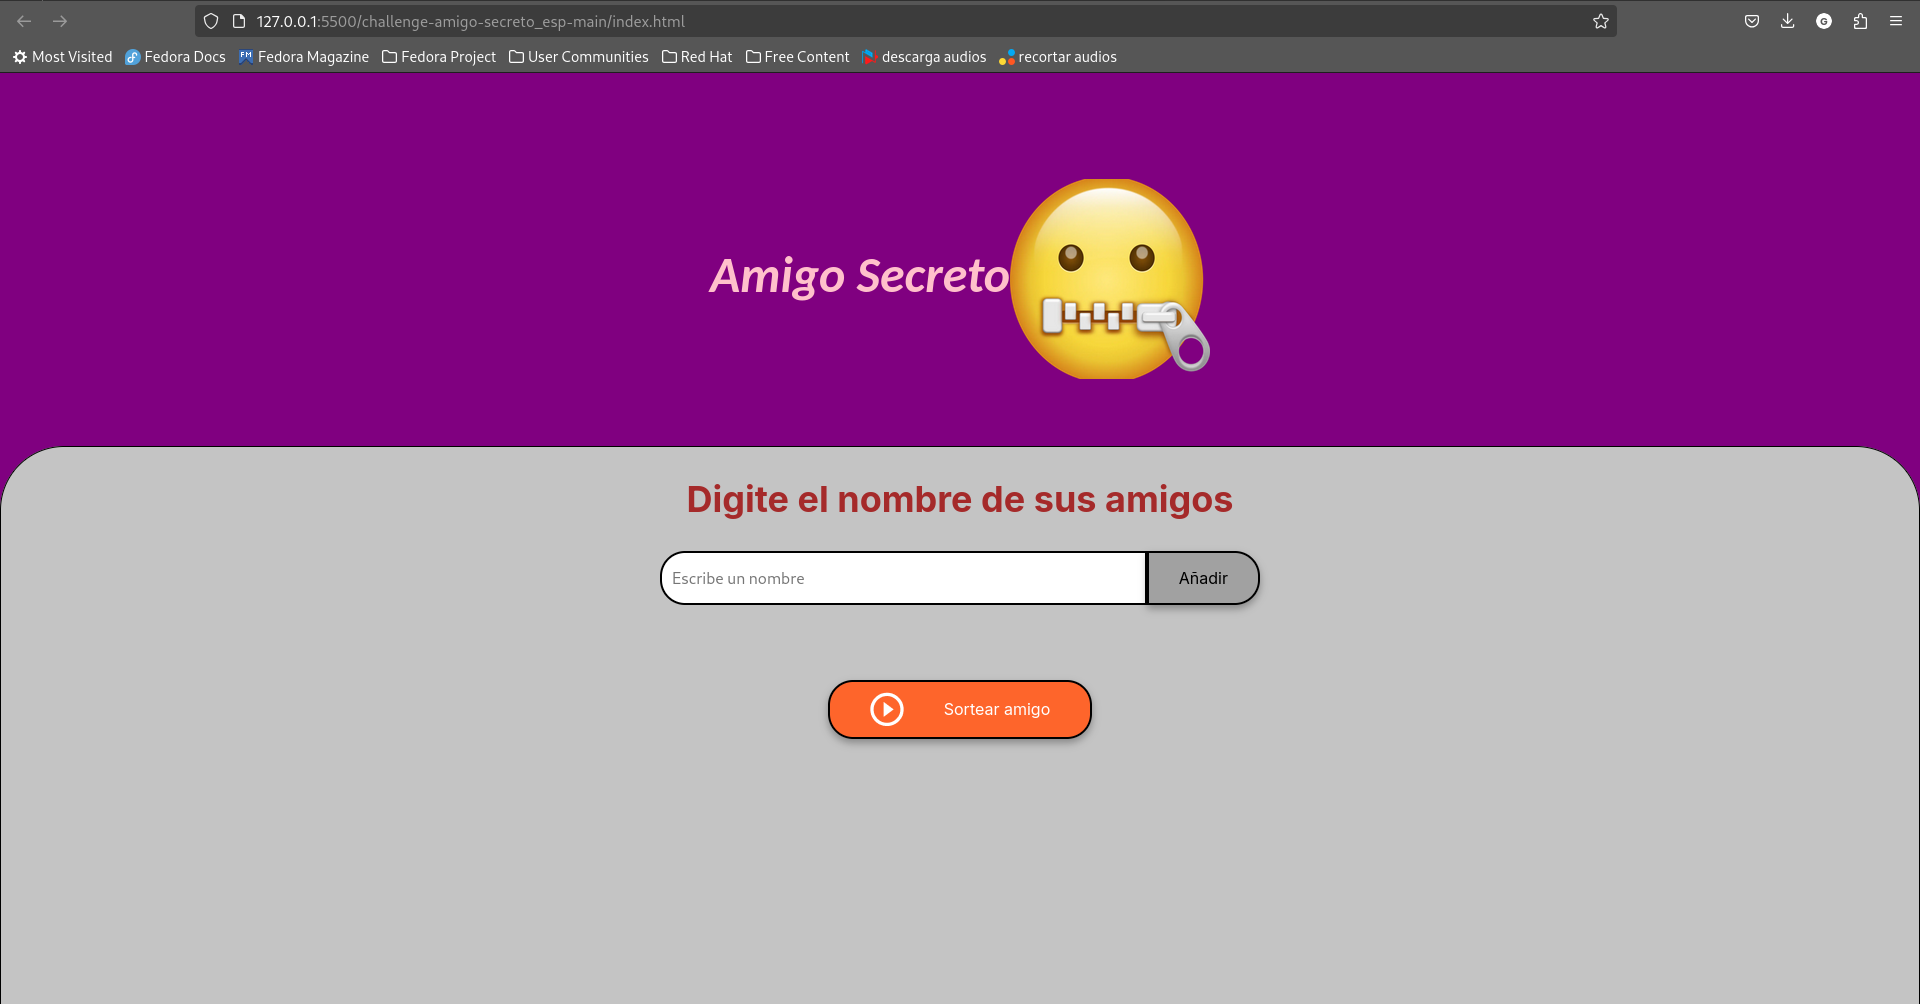 127.0.0.1:5500/challenge-amigo-secreto_esp-main/index.html
G
Most Visited Fedora Docs FM Fedora Magazine Fedora Project User Communities Red Hat Free Content descarga audios recortar audios
Amigo Secreto
Digite el nombre de sus amigos
Escribe un nombre Añadir
Sortear amigo